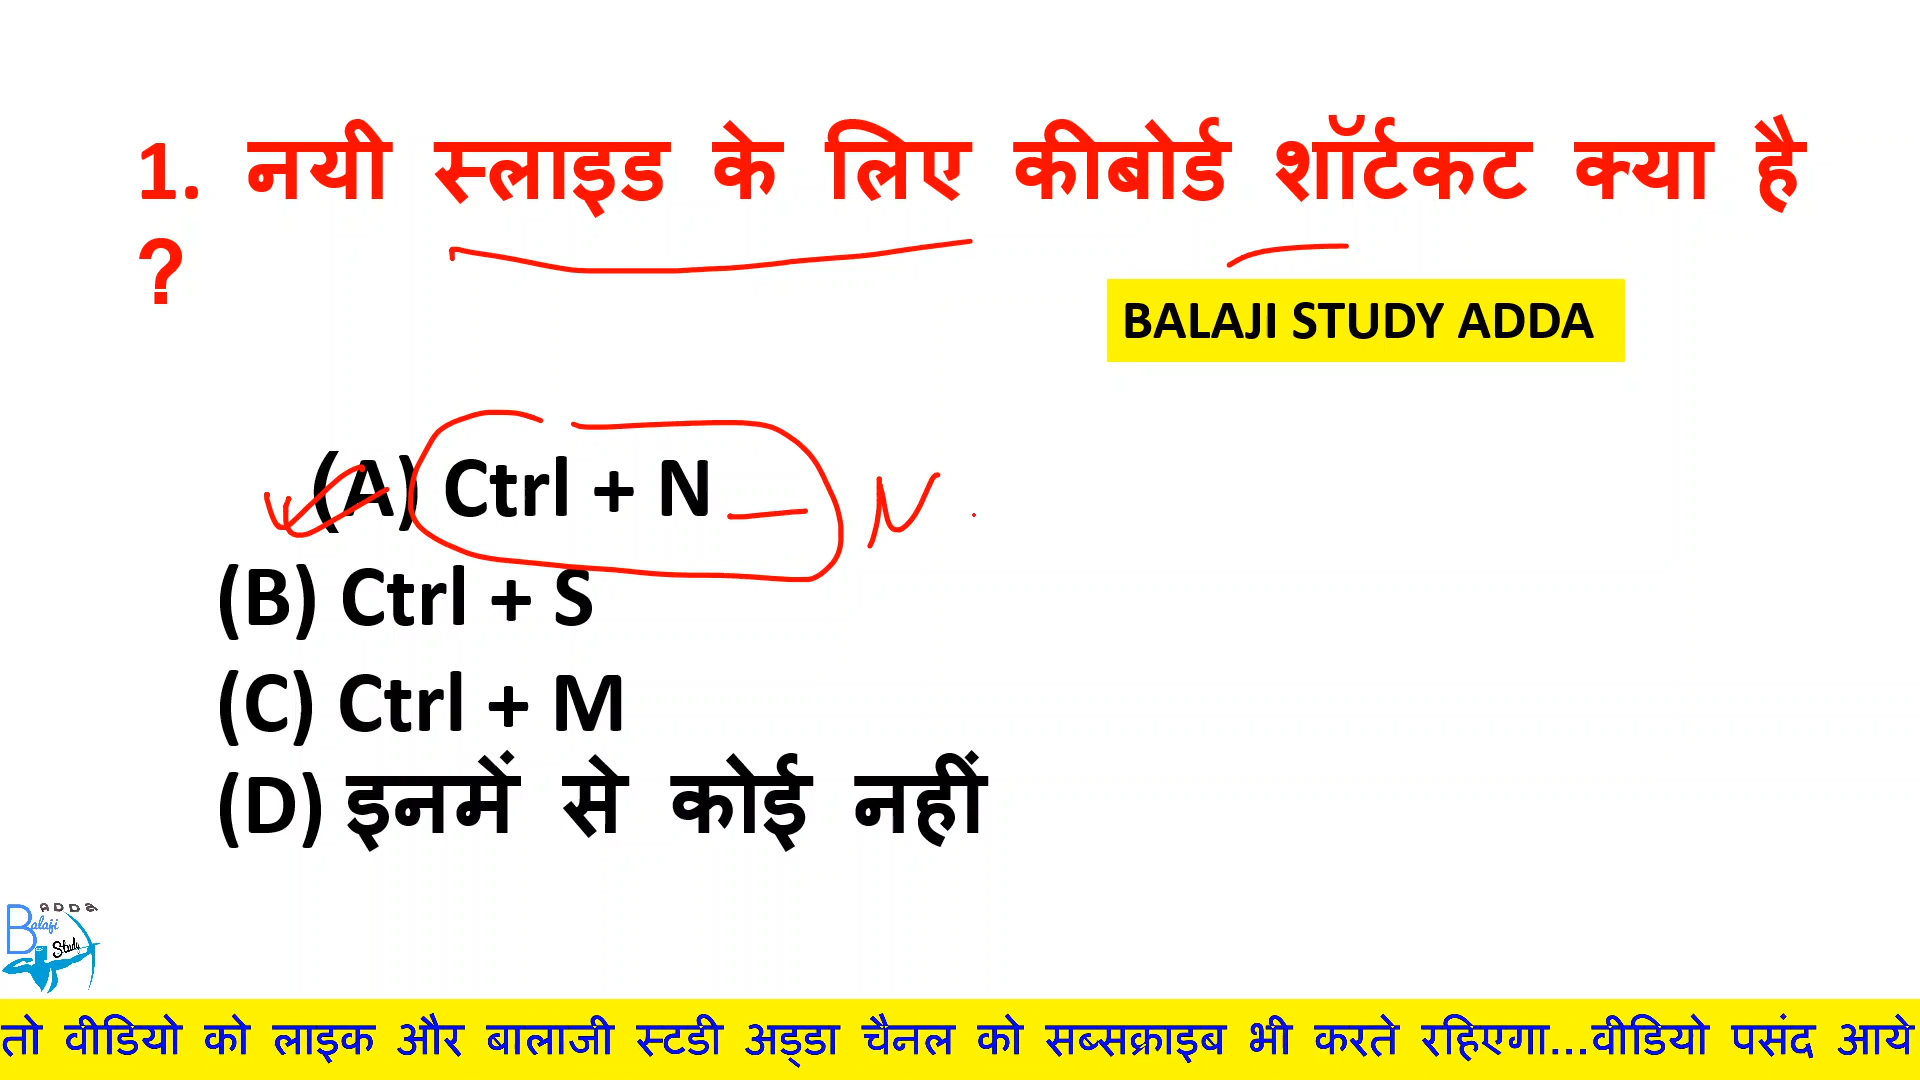 1. नयी स्लाइड के लिए कीबोर्ड शॉर्टकट क्या है
?
BALAJI STUDY ADDA
(A) Ctrl + N N
(B) Ctrl + S
(C) Ctrl + M
(D) इनमें से कोई नहीं
ADDA
Balaji
Study
तो वीडियो को लाइक और बालाजी स्टडी अड्डा चैनल को सब्सक्राइब भी करते रहिएगा...वीडियो पसंद आये